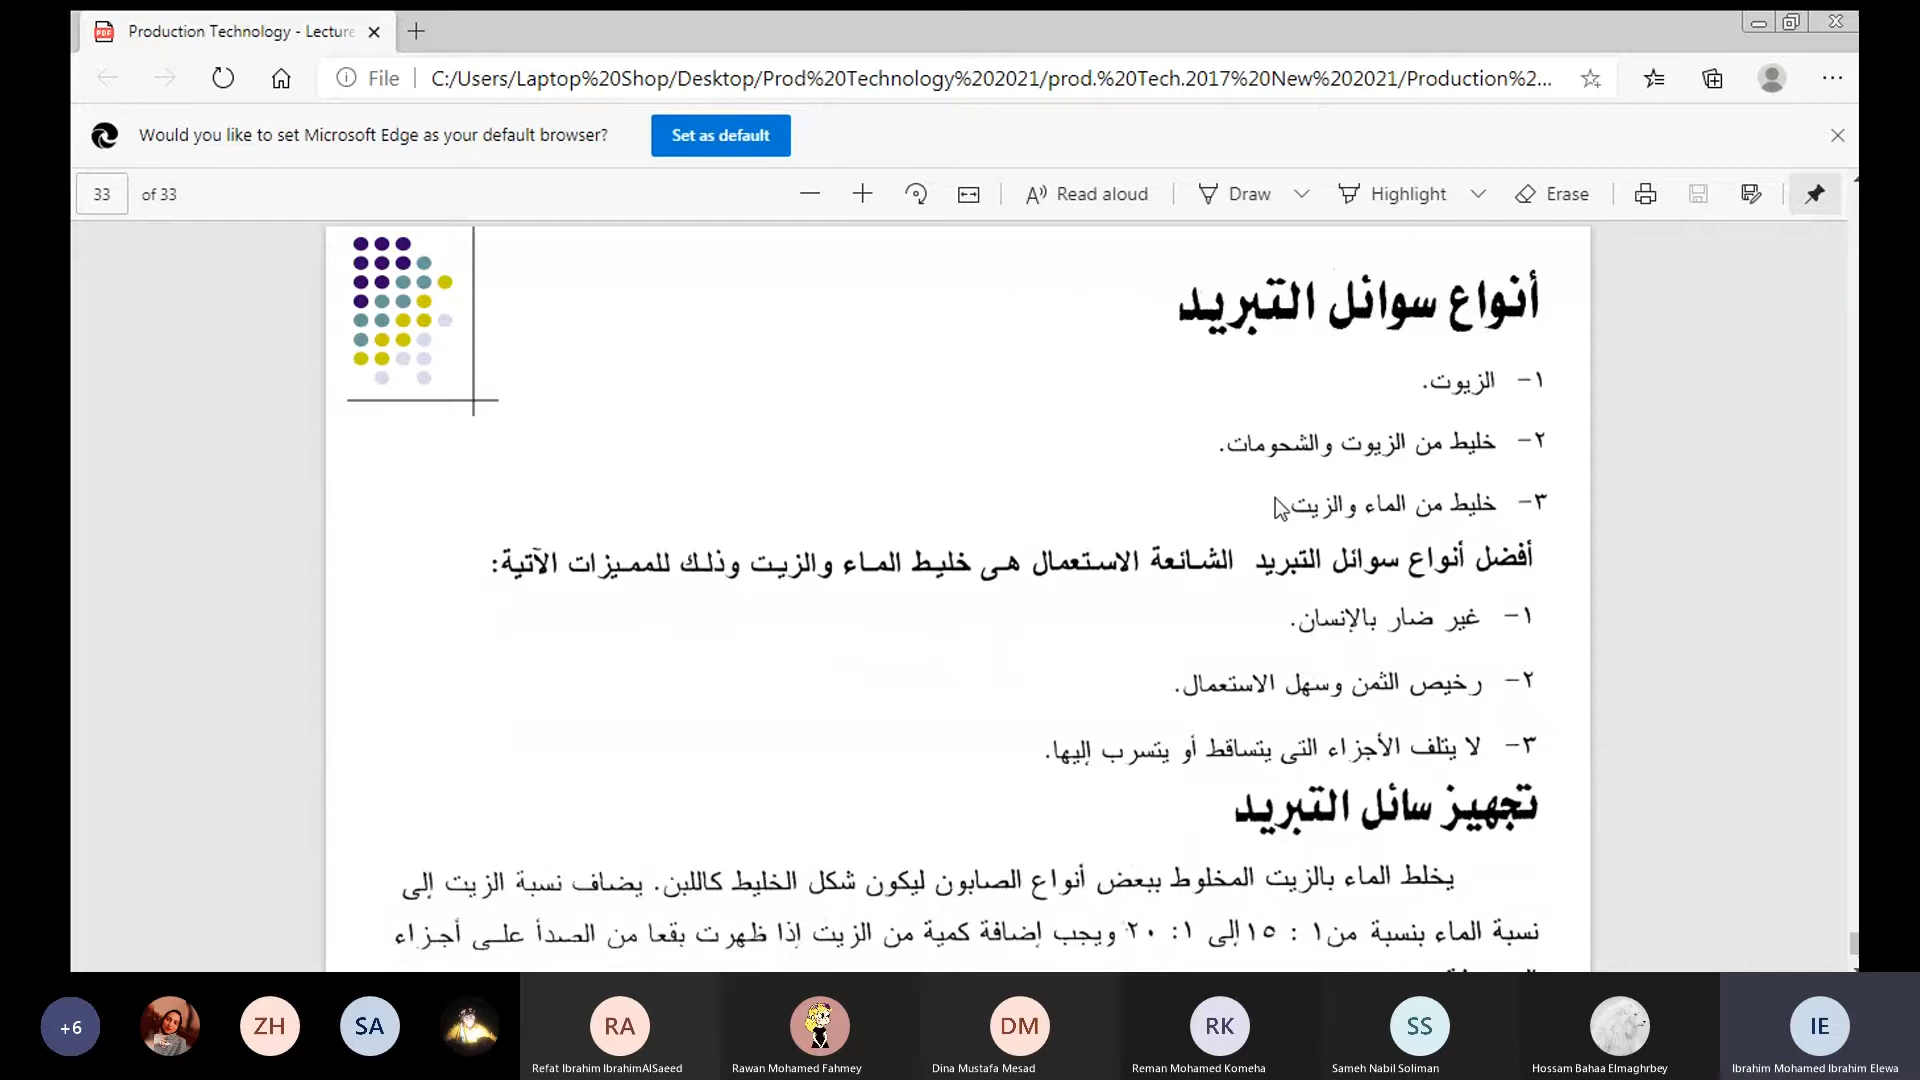 Production Technology - Lecture
File
C:/Users/Laptop%20Shop/Desktop/Prod%20Technology%202021/prod.%20Tech.2017%20New%202021/Production%2...
Would you like to set Microsoft Edge as your default browser?
Set as default
33 of 33
Read aloud
Draw
Highlight
Erase
أنواع سوائل التبريد
١- الزيوت.
٢- خليط من الزيوت والشحومات.
٣- خليط من الماء والزيت
أفضل أنواع سوائل التبريد الشائعة الاستعمال هى خليط الماء والزيت وذلك للمميزات الآتية:
١- غير ضار بالإنسان.
٢- رخيص الثمن وسهل الاستعمال.
٣- لا يتلف الأجزاء التى يتساقط أو يتسرب إليها.
تجهيز سائل التبريد
يخلط الماء بالزيت المخلوط ببعض أنواع الصابون ليكون شكل الخليط كاللبن. يضاف نسبة الزيت إلى
نسبة الماء بنسبة من١ : ١٥إلى ١: ٢٠ ويجب إضافة كمية من الزيت إذا ظهرت بقعا من الصدأ على أجزاء
+6
ZH
SA
RA
DM
RK
SS
IE
Refat Ibrahim IbrahimAlSaeed
Rawan Mohamed Fahmey
Dina Mustafa Mesad
Reman Mohamed Komeha
Sameh Nabil Soliman
Hossam Bahaa Elmaghrbey
Ibrahim Mohamed Ibrahim Elewa